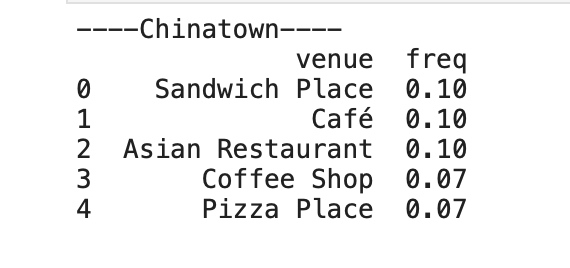 ----Chinatown----
venue freq
0 Sandwich Place 0.10
1 Café 0.10
2 Asian Restaurant 0.10
3 Coffee Shop 0.07
4 Pizza Place 0.07